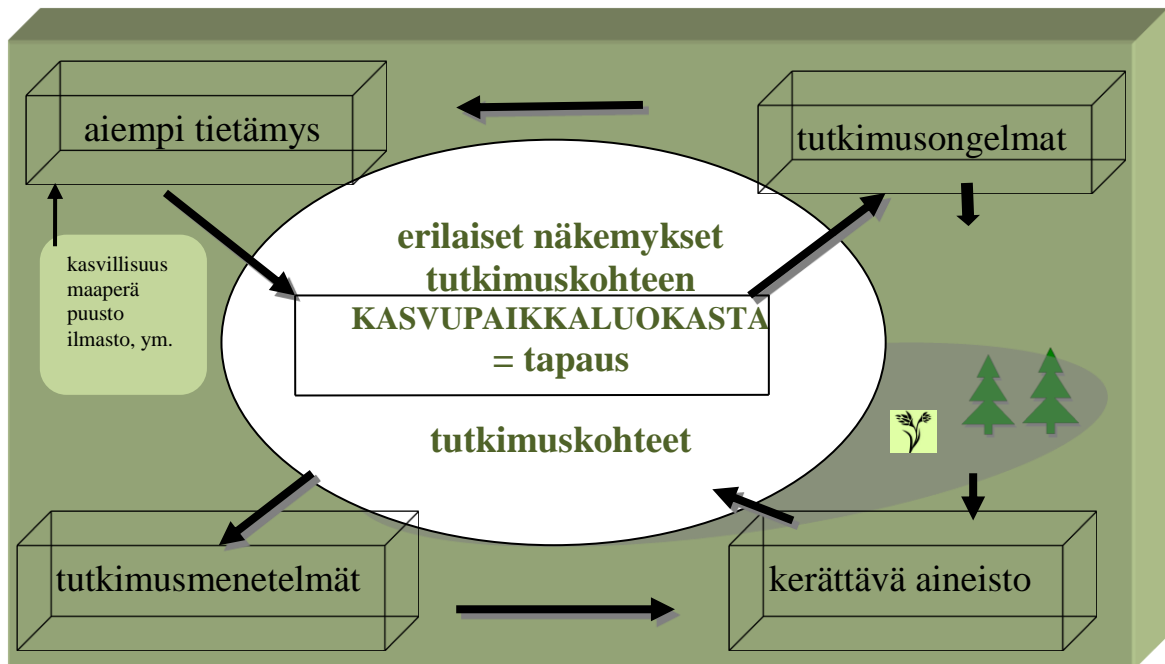 aiempi tietämys
tutkimusongelmat
erilaiset näkemykset
tutkimuskohteen
KASVUPAIKKALUOKASTA
= tapaus
kasvillisuus
maaperä
puusto
ilmasto, ym.
tutkimuskohteet
tutkimusmenetelmät
kerättävä aineisto